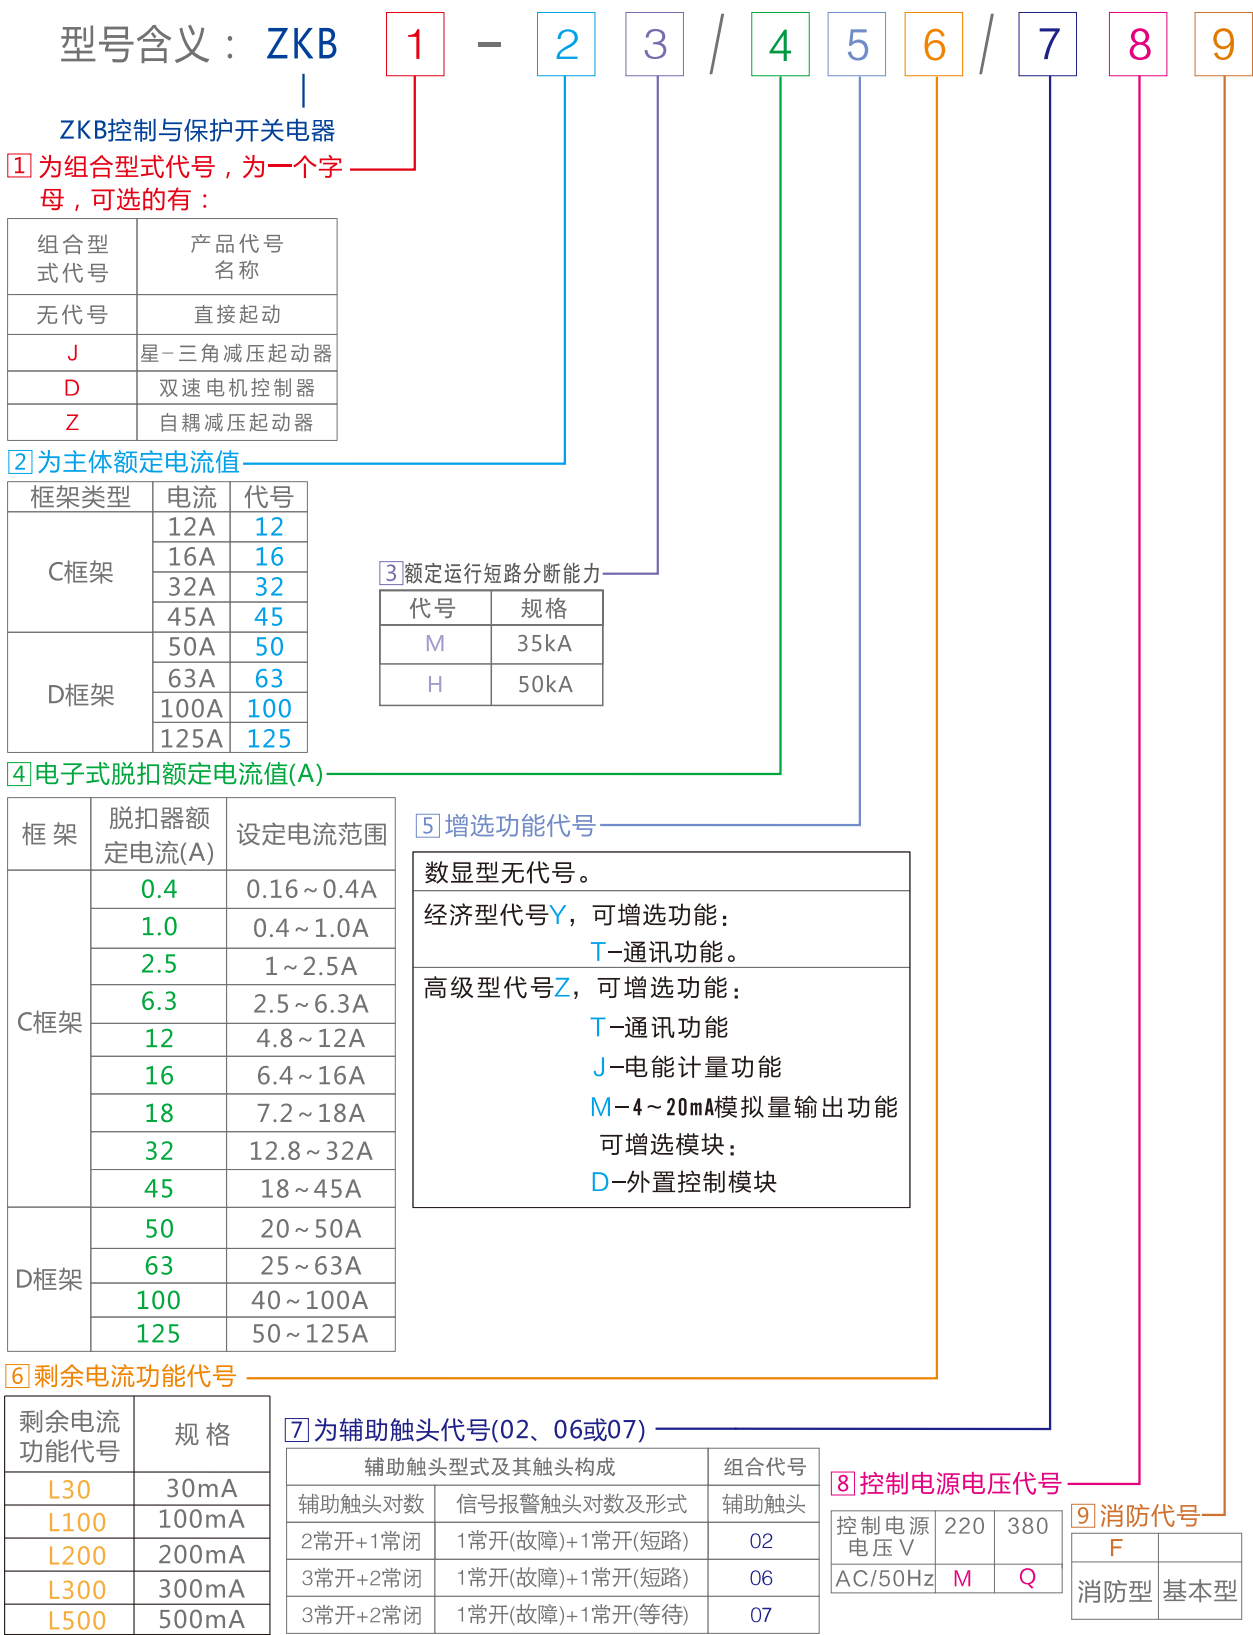 型号含义：ZKB 1 - 2 3 / 4 5 6 / 7 8 9
ZKB控制与保护开关电器
1 为组合型式代号，为一个字
母，可选的有：
组合型式代号 产品代号名称
无代号 直接起动
J 星-三角减压起动器
D 双速电机控制器
Z 自耦减压起动器
2 为主体额定电流值
框架类型 电流 代号
C框架
12A 12
16A 16
32A 32
45A 45
D框架
50A 50
63A 63
100A 100
125A 125
3 额定运行短路分断能力
代号 规格
M 35kA
H 50kA
4 电子式脱扣额定电流值(A)
框架 脱扣器额定电流(A) 设定电流范围
C框架
0.4 0.16~0.4A
1.0 0.4~1.0A
2.5 1~2.5A
6.3 2.5~6.3A
12 4.8~12A
16 6.4~16A
18 7.2~18A
32 12.8~32A
45 18~45A
D框架
50 20~50A
63 25~63A
100 40~100A
125 50~125A
5 增选功能代号
数显型无代号。
经济型代号Y，可增选功能：
T-通讯功能。
高级型代号Z，可增选功能：
T-通讯功能
J-电能计量功能
M-4~20mA模拟量输出功能
可增选模块：
D-外置控制模块
6 剩余电流功能代号
剩余电流功能代号 规格
L30 30mA
L100 100mA
L200 200mA
L300 300mA
L500 500mA
7 为辅助触头代号(02、06或07)
辅助触头型式及其触头构成 组合代号
辅助触头对数 信号报警触头对数及形式 辅助触头
2常开+1常闭 1常开(故障)+1常开(短路) 02
3常开+2常闭 1常开(故障)+1常开(短路) 06
3常开+2常闭 1常开(故障)+1常开(等待) 07
8 控制电源电压代号
控制电源电压V 220 380
AC/50Hz M Q
9 消防代号
F
消防型 基本型